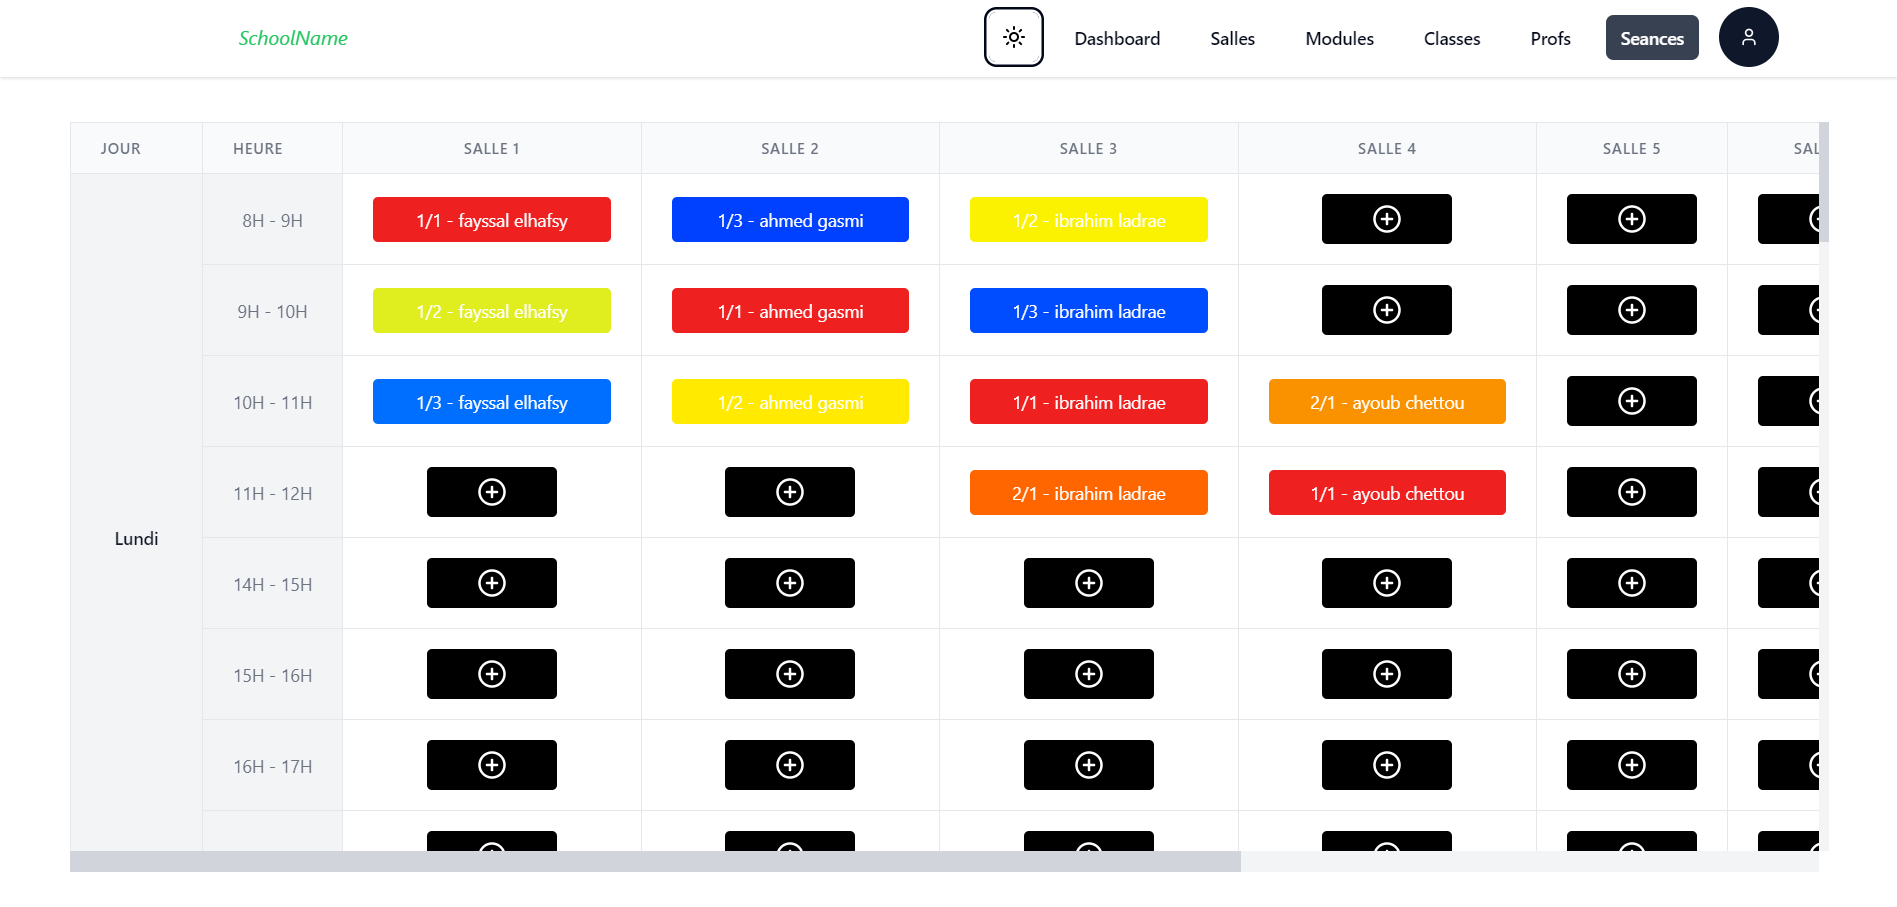 SchoolName
Dashboard Salles Modules Classes Profs Seances
JOUR HEURE SALLE 1 SALLE 2 SALLE 3 SALLE 4 SALLE 5
8H - 9H 1/1 - fayssal elhafsy 1/3 - ahmed gasmi 1/2 - ibrahim ladrae
9H - 10H 1/2 - fayssal elhafsy 1/1 - ahmed gasmi 1/3 - ibrahim ladrae
10H - 11H 1/3 - fayssal elhafsy 1/2 - ahmed gasmi 1/1 - ibrahim ladrae 2/1 - ayoub chettou
11H - 12H 2/1 - ibrahim ladrae 1/1 - ayoub chettou
Lundi
14H - 15H
15H - 16H
16H - 17H